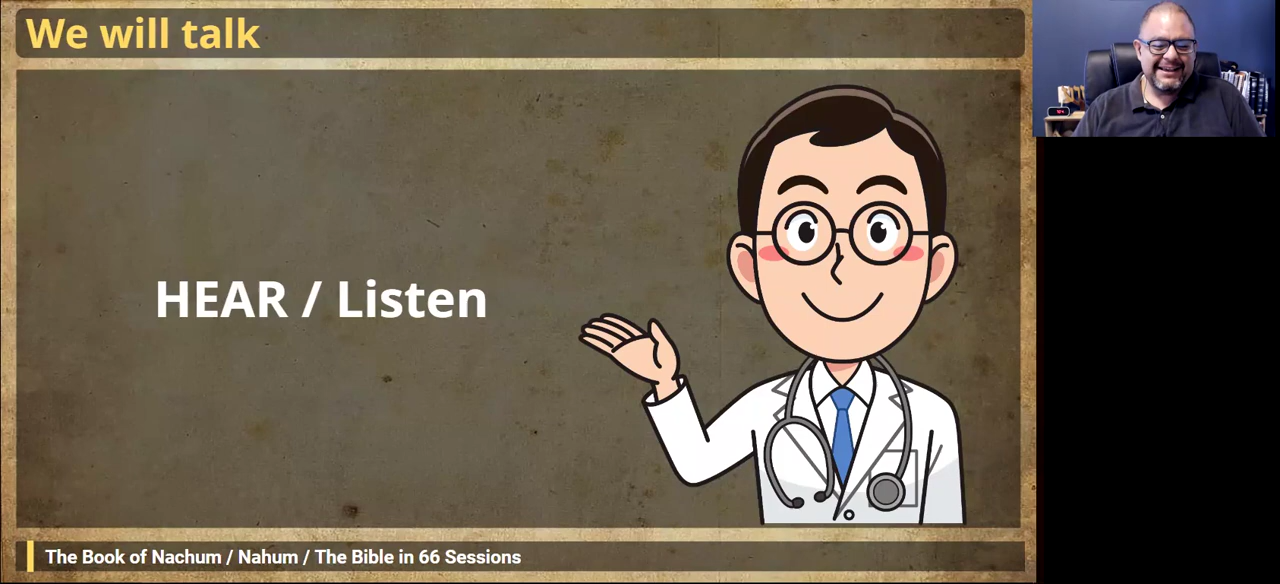 We will talk
HEAR / Listen
The Book of Nachum / Nahum / The Bible in 66 Sessions